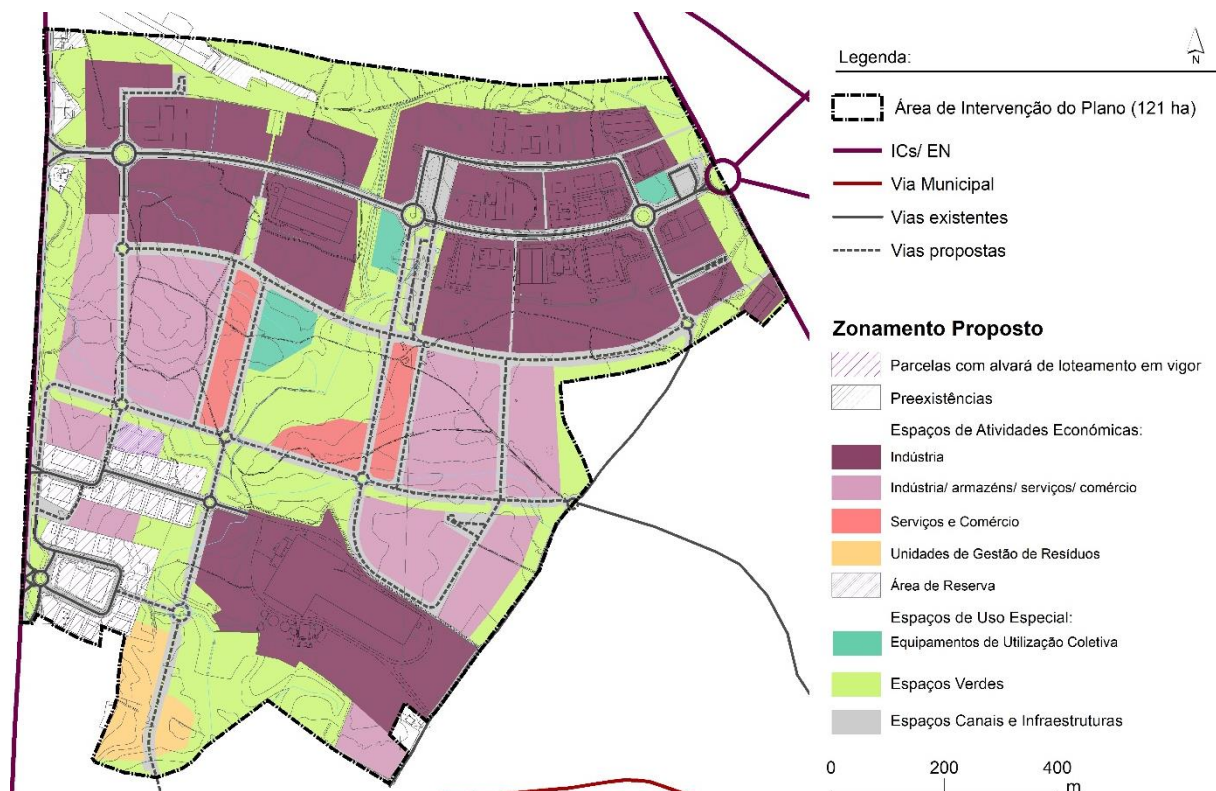 Legenda:
N
Área de Intervenção do Plano (121 ha)
ICs/ EN
Via Municipal
Vias existentes
Vias propostas
Zonamento Proposto
Parcelas com alvará de loteamento em vigor
Preexistências
Espaços de Atividades Económicas:
Indústria
Indústria/ armazéns/ serviços/ comércio
Serviços e Comércio
Unidades de Gestão de Resíduos
Área de Reserva
Espaços de Uso Especial:
Equipamentos de Utilização Coletiva
Espaços Verdes
Espaços Canais e Infraestruturas
0 200 400
m